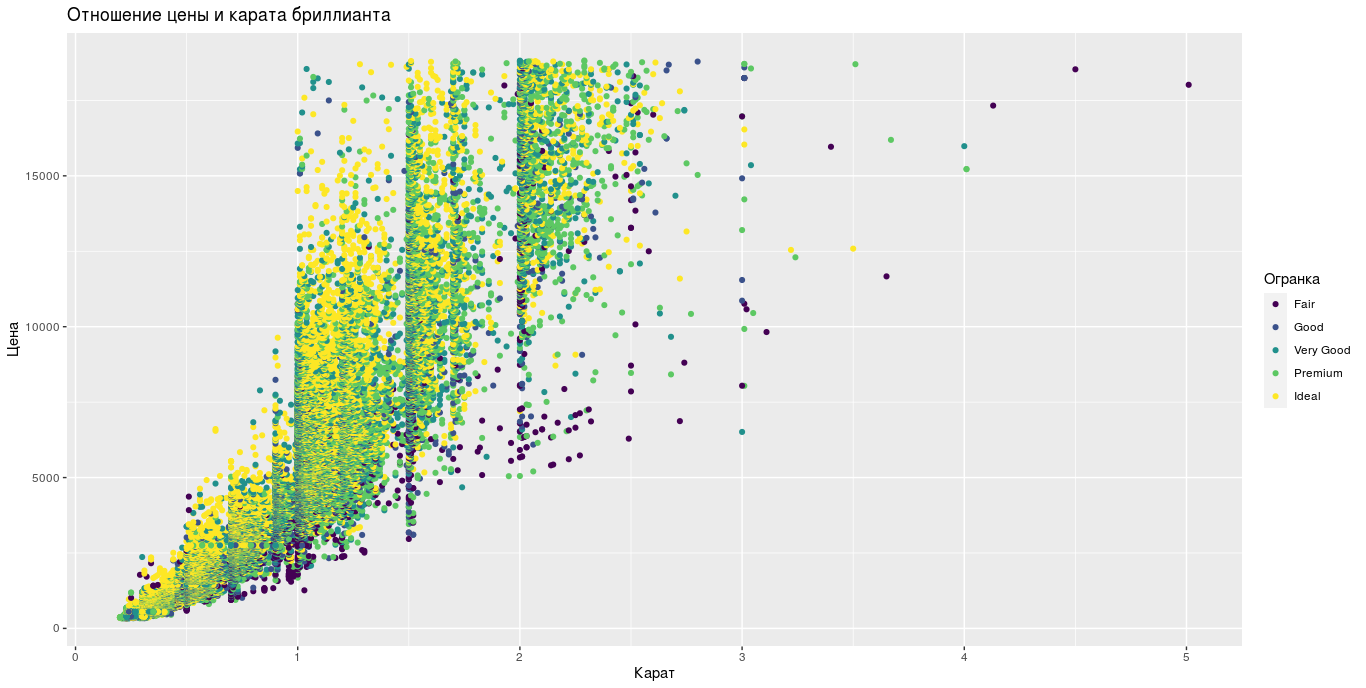 Отношение цены и карата бриллианта
Цена
15000
10000
5000
0
0 1 2 3 4 5
Карат
Огранка
Fair
Good
Very Good
Premium
Ideal